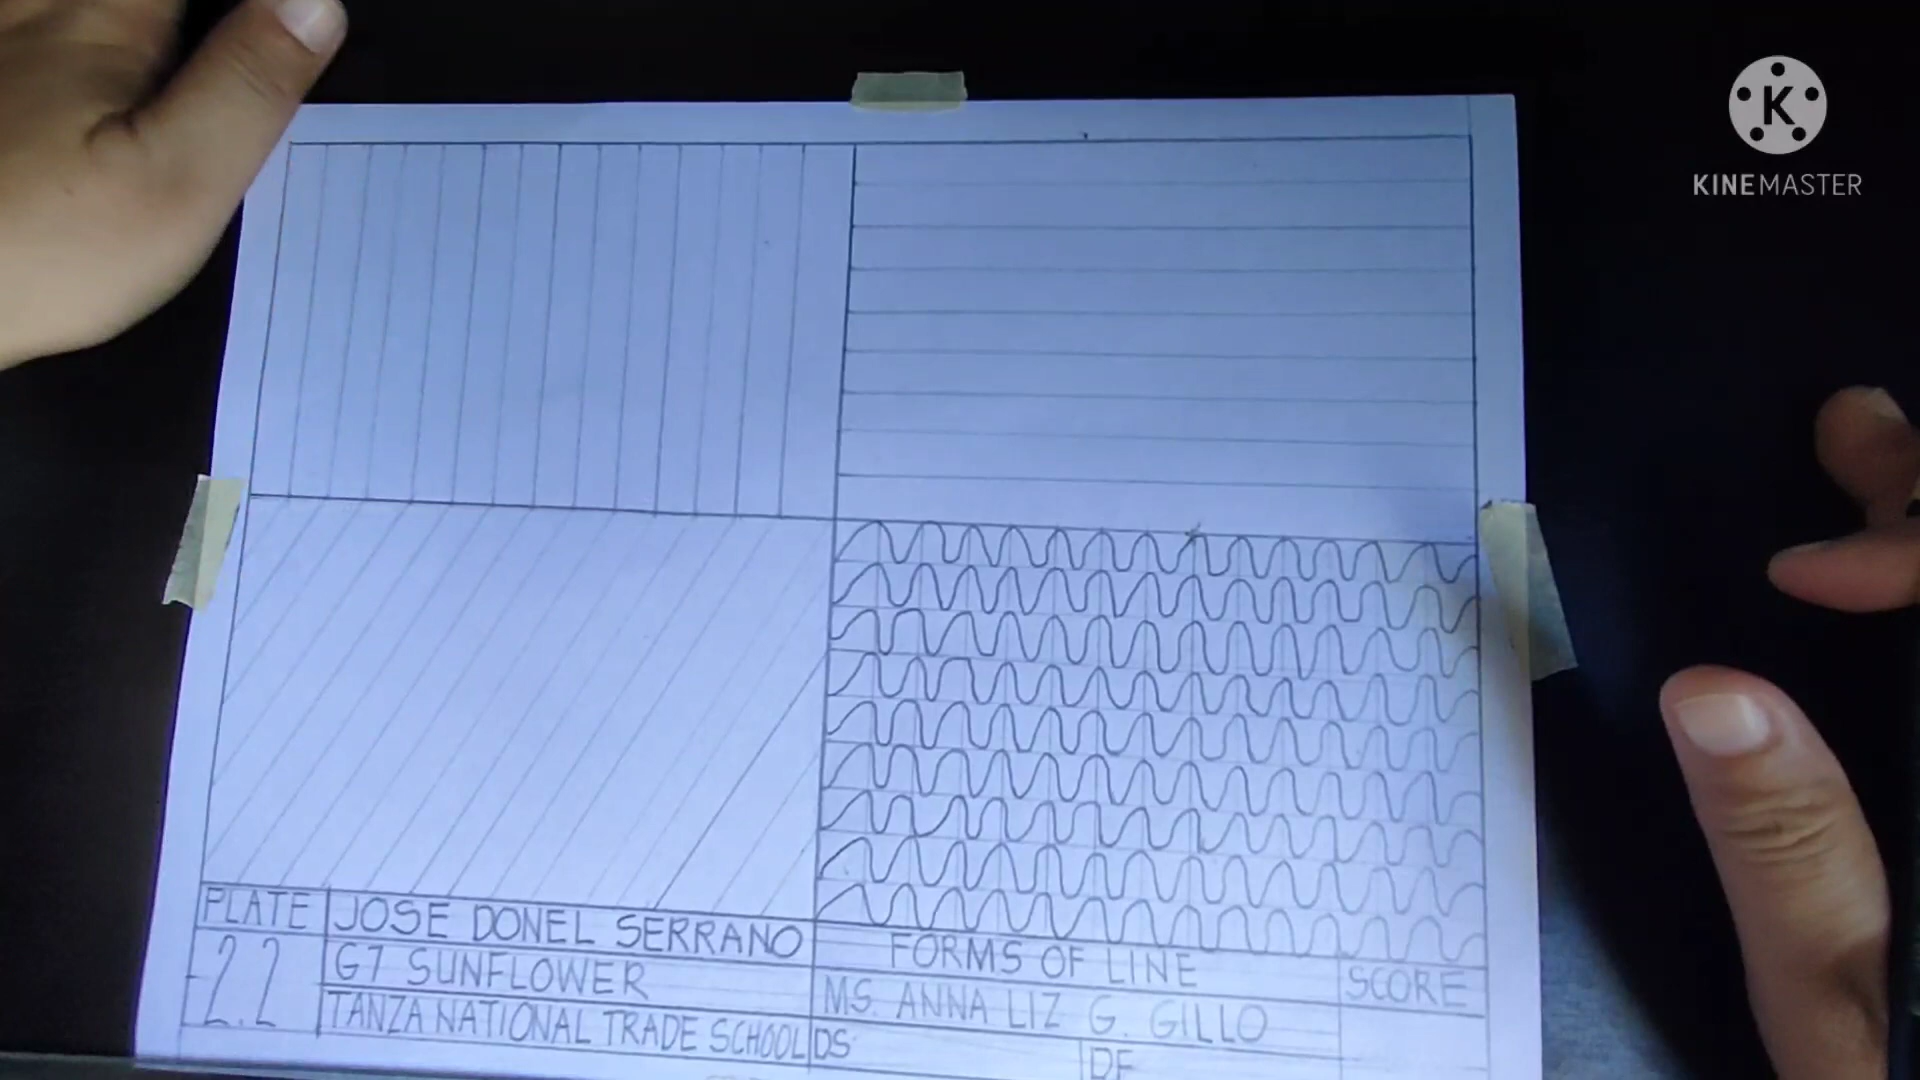 KINEMASTER
PLATE
2.2
JOSE DONEL SERRANO
G7 SUNFLOWER
TANZA NATIONAL TRADE SCHOOL
FORMS OF LINE
MS. ANNA LIZ G. GILLO
DS
DF
SCORE